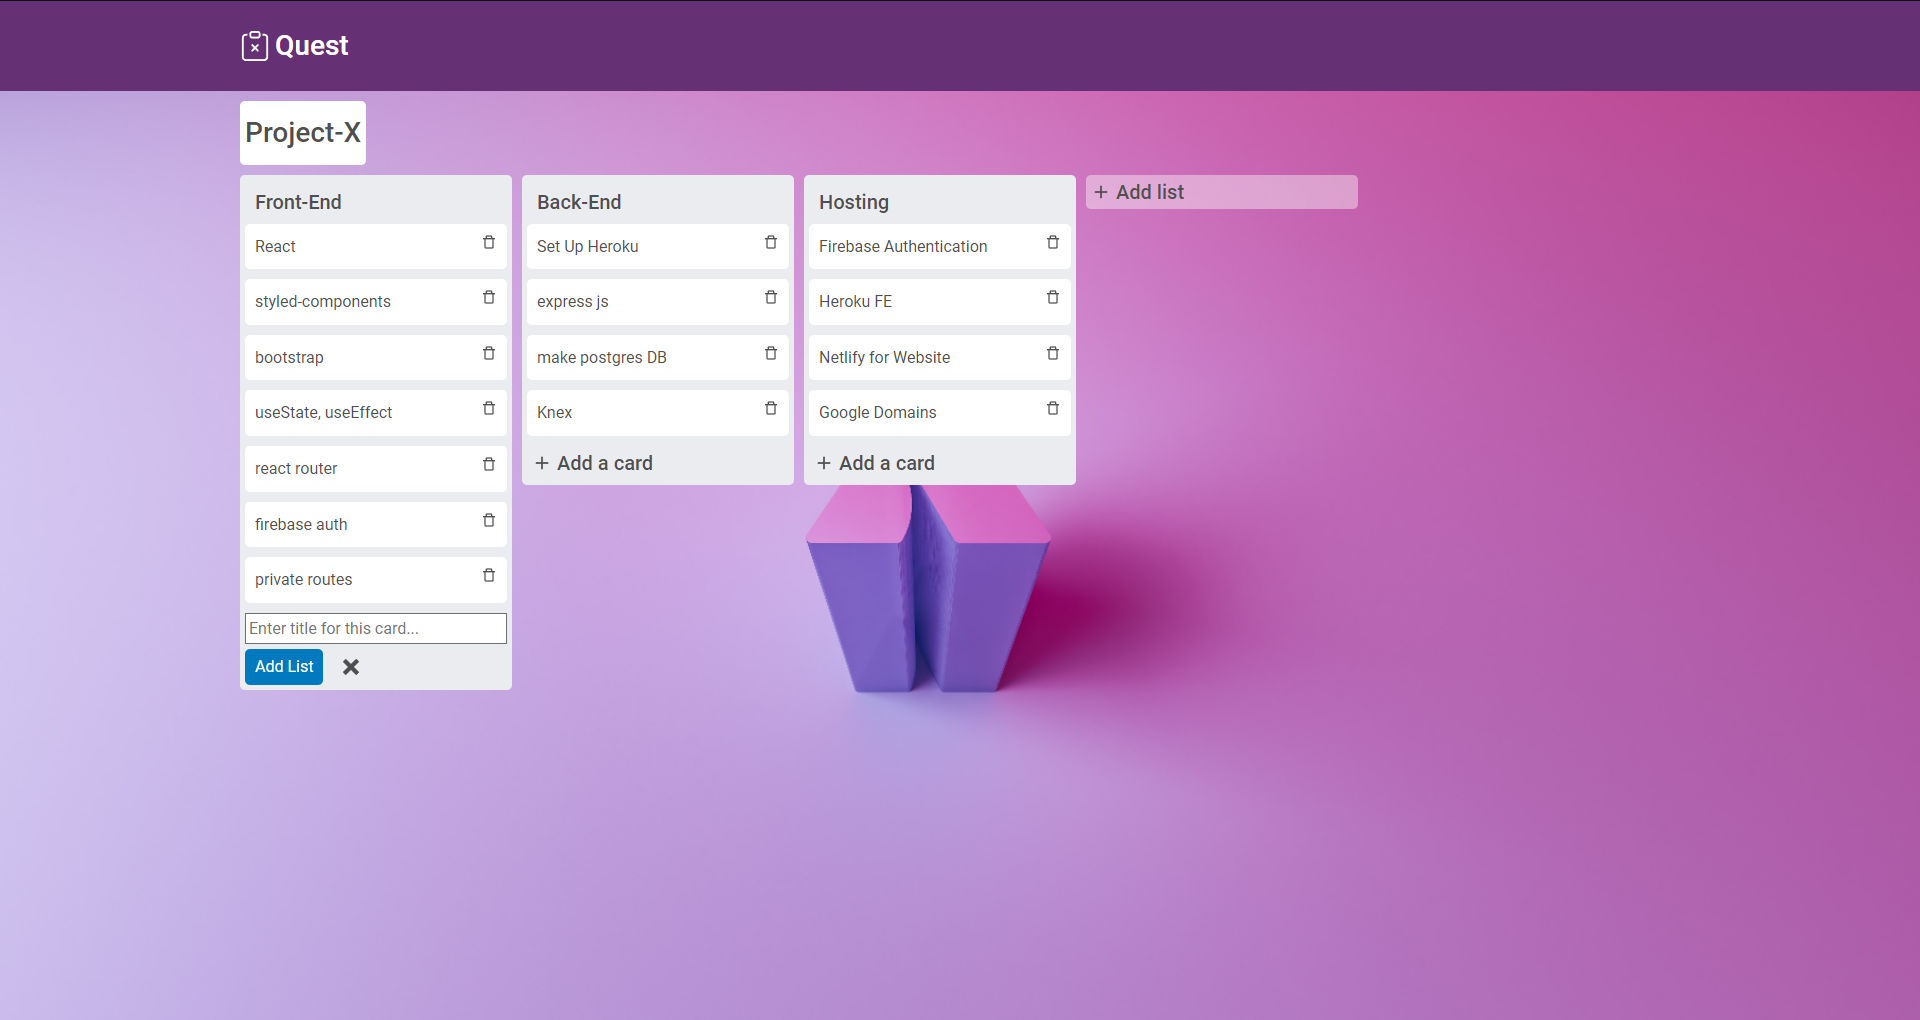 Quest
Project-X
Front-End
React
styled-components
bootstrap
useState, useEffect
react router
firebase auth
private routes
Enter title for this card...
Add List
Back-End
Set Up Heroku
express js
make postgres DB
Knex
+ Add a card
Hosting
Firebase Authentication
Heroku FE
Netlify for Website
Google Domains
+ Add a card
+ Add list